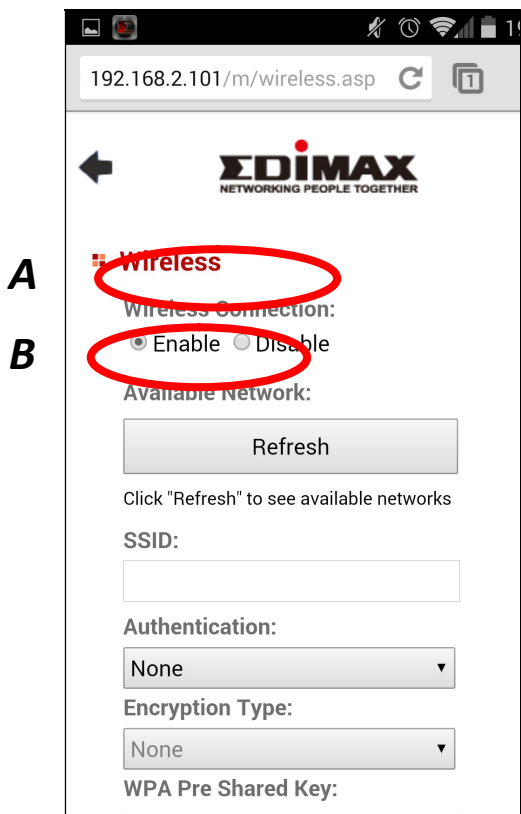 19
192.168.2.101/m/wireless.asp 1
EDIMAX
NETWORKING PEOPLE TOGETHER
A
Wireless
Wireless Connection:
B
Enable Disable
Available Network:
Refresh
Click "Refresh" to see available networks
SSID:
Authentication:
None
Encryption Type:
None
WPA Pre Shared Key: